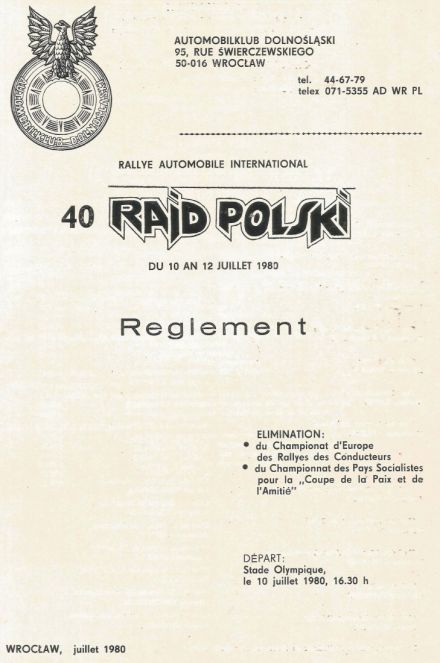 AUTOMOBILKLUB DOLNOŚLĄSKI
95, RUE ŚWIERCZEWSKIEGO
50-016 WROCŁAW
tel. 44-67-79
telex 071-5355 AD WR PL
RALLYE AUTOMOBILE INTERNATIONAL
40 RAJD POLSKI
DU 10 AN 12 JUILLET 1980
Reglement
ELIMINATION:
• du Championat d'Europe
des Rallyes des Conducteurs
• du Championnat des Pays Socialistes
pour la „Coupe de la Paix et de
l'Amitié"
DÉPART:
Stade Olympique,
le 10 juillet 1980, 16.30 h
WROCŁAW, juillet 1980